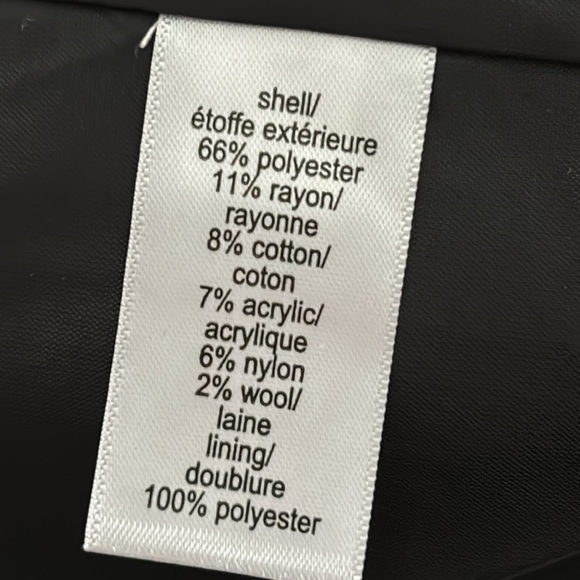 shell/
étoffe extérieure
66% polyester
11% rayon/
rayonne
8% cotton/
coton
7% acrylic/
acrylique
6% nylon
2% wool/
laine
lining/
doublure
100% polyester